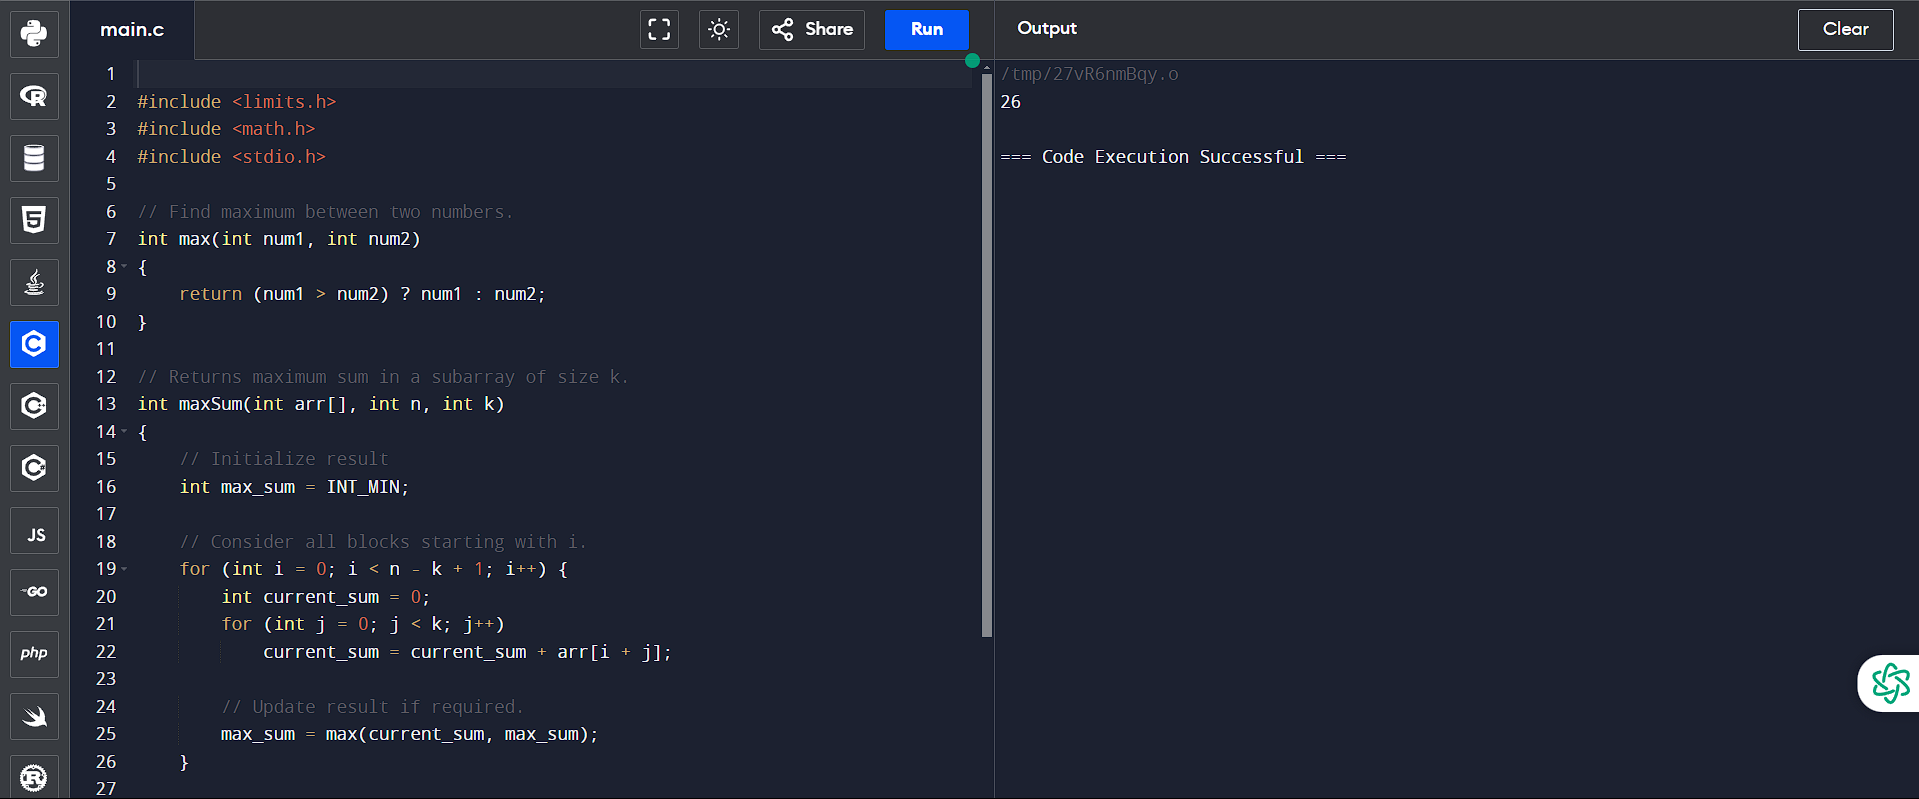 main.c
Share
Run
Output
Clear
1
2 #include <limits.h>
3 #include <math.h>
4 #include <stdio.h>
5
6 // Find maximum between two numbers.
7 int max(int num1, int num2)
8 {
9 return (num1 > num2) ? num1 : num2;
10 }
11
12 // Returns maximum sum in a subarray of size k.
13 int maxSum(int arr[], int n, int k)
14 {
15 // Initialize result
16 int max_sum = INT_MIN;
17
18 // Consider all blocks starting with i.
19 for (int i = 0; i < n - k + 1; i++) {
20 int current_sum = 0;
21 for (int j = 0; j < k; j++)
22 current_sum = current_sum + arr[i + j];
23
24 // Update result if required.
25 max_sum = max(current_sum, max_sum);
26 }
27
/tmp/27vR6nmBqy.o
26
=== Code Execution Successful ===
R
5
C
C
C
JS
GO
php
R